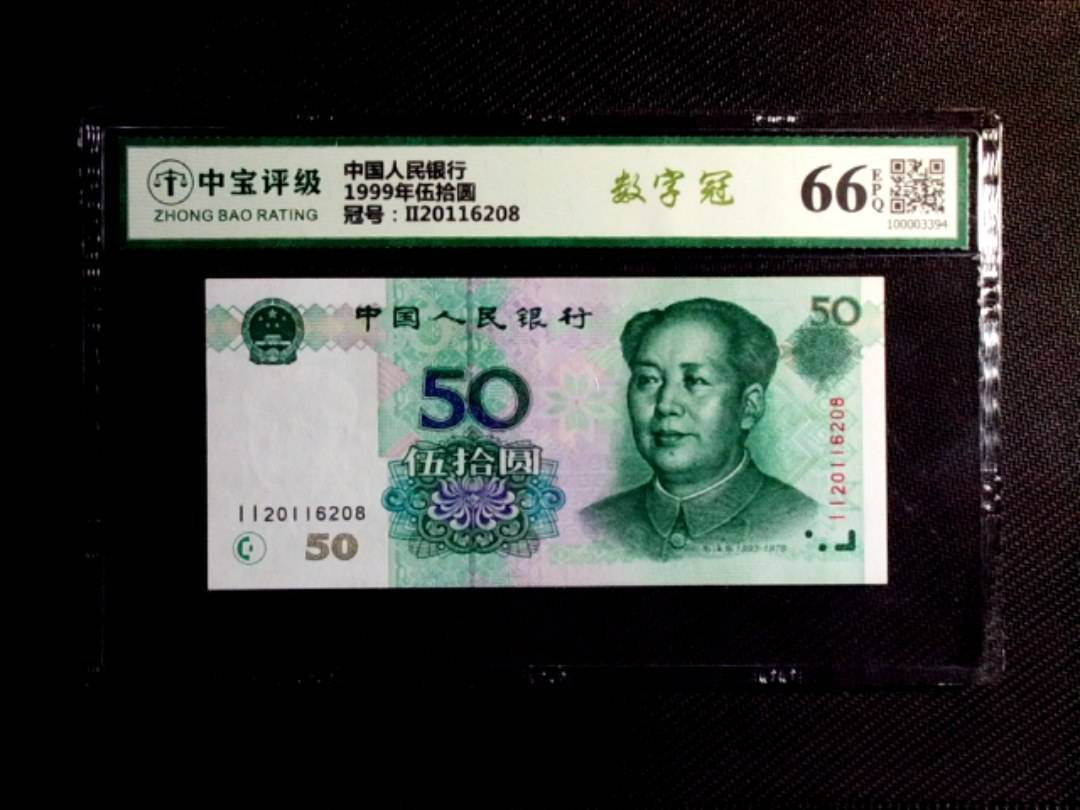 中宝评级
ZHONG BAO RATING
中国人民银行
1999年伍拾圆
冠号：II20116208
数字冠
66
EPQ
100003394
中国人民银行
50
50
伍拾圆
II20116208
50
II20116208